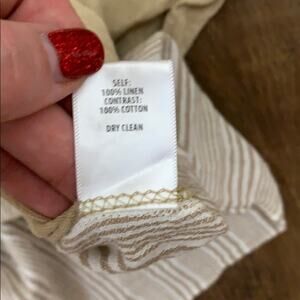 SELF:
100% LINEN
CONTRAST:
100% COTTON
DRY CLEAN